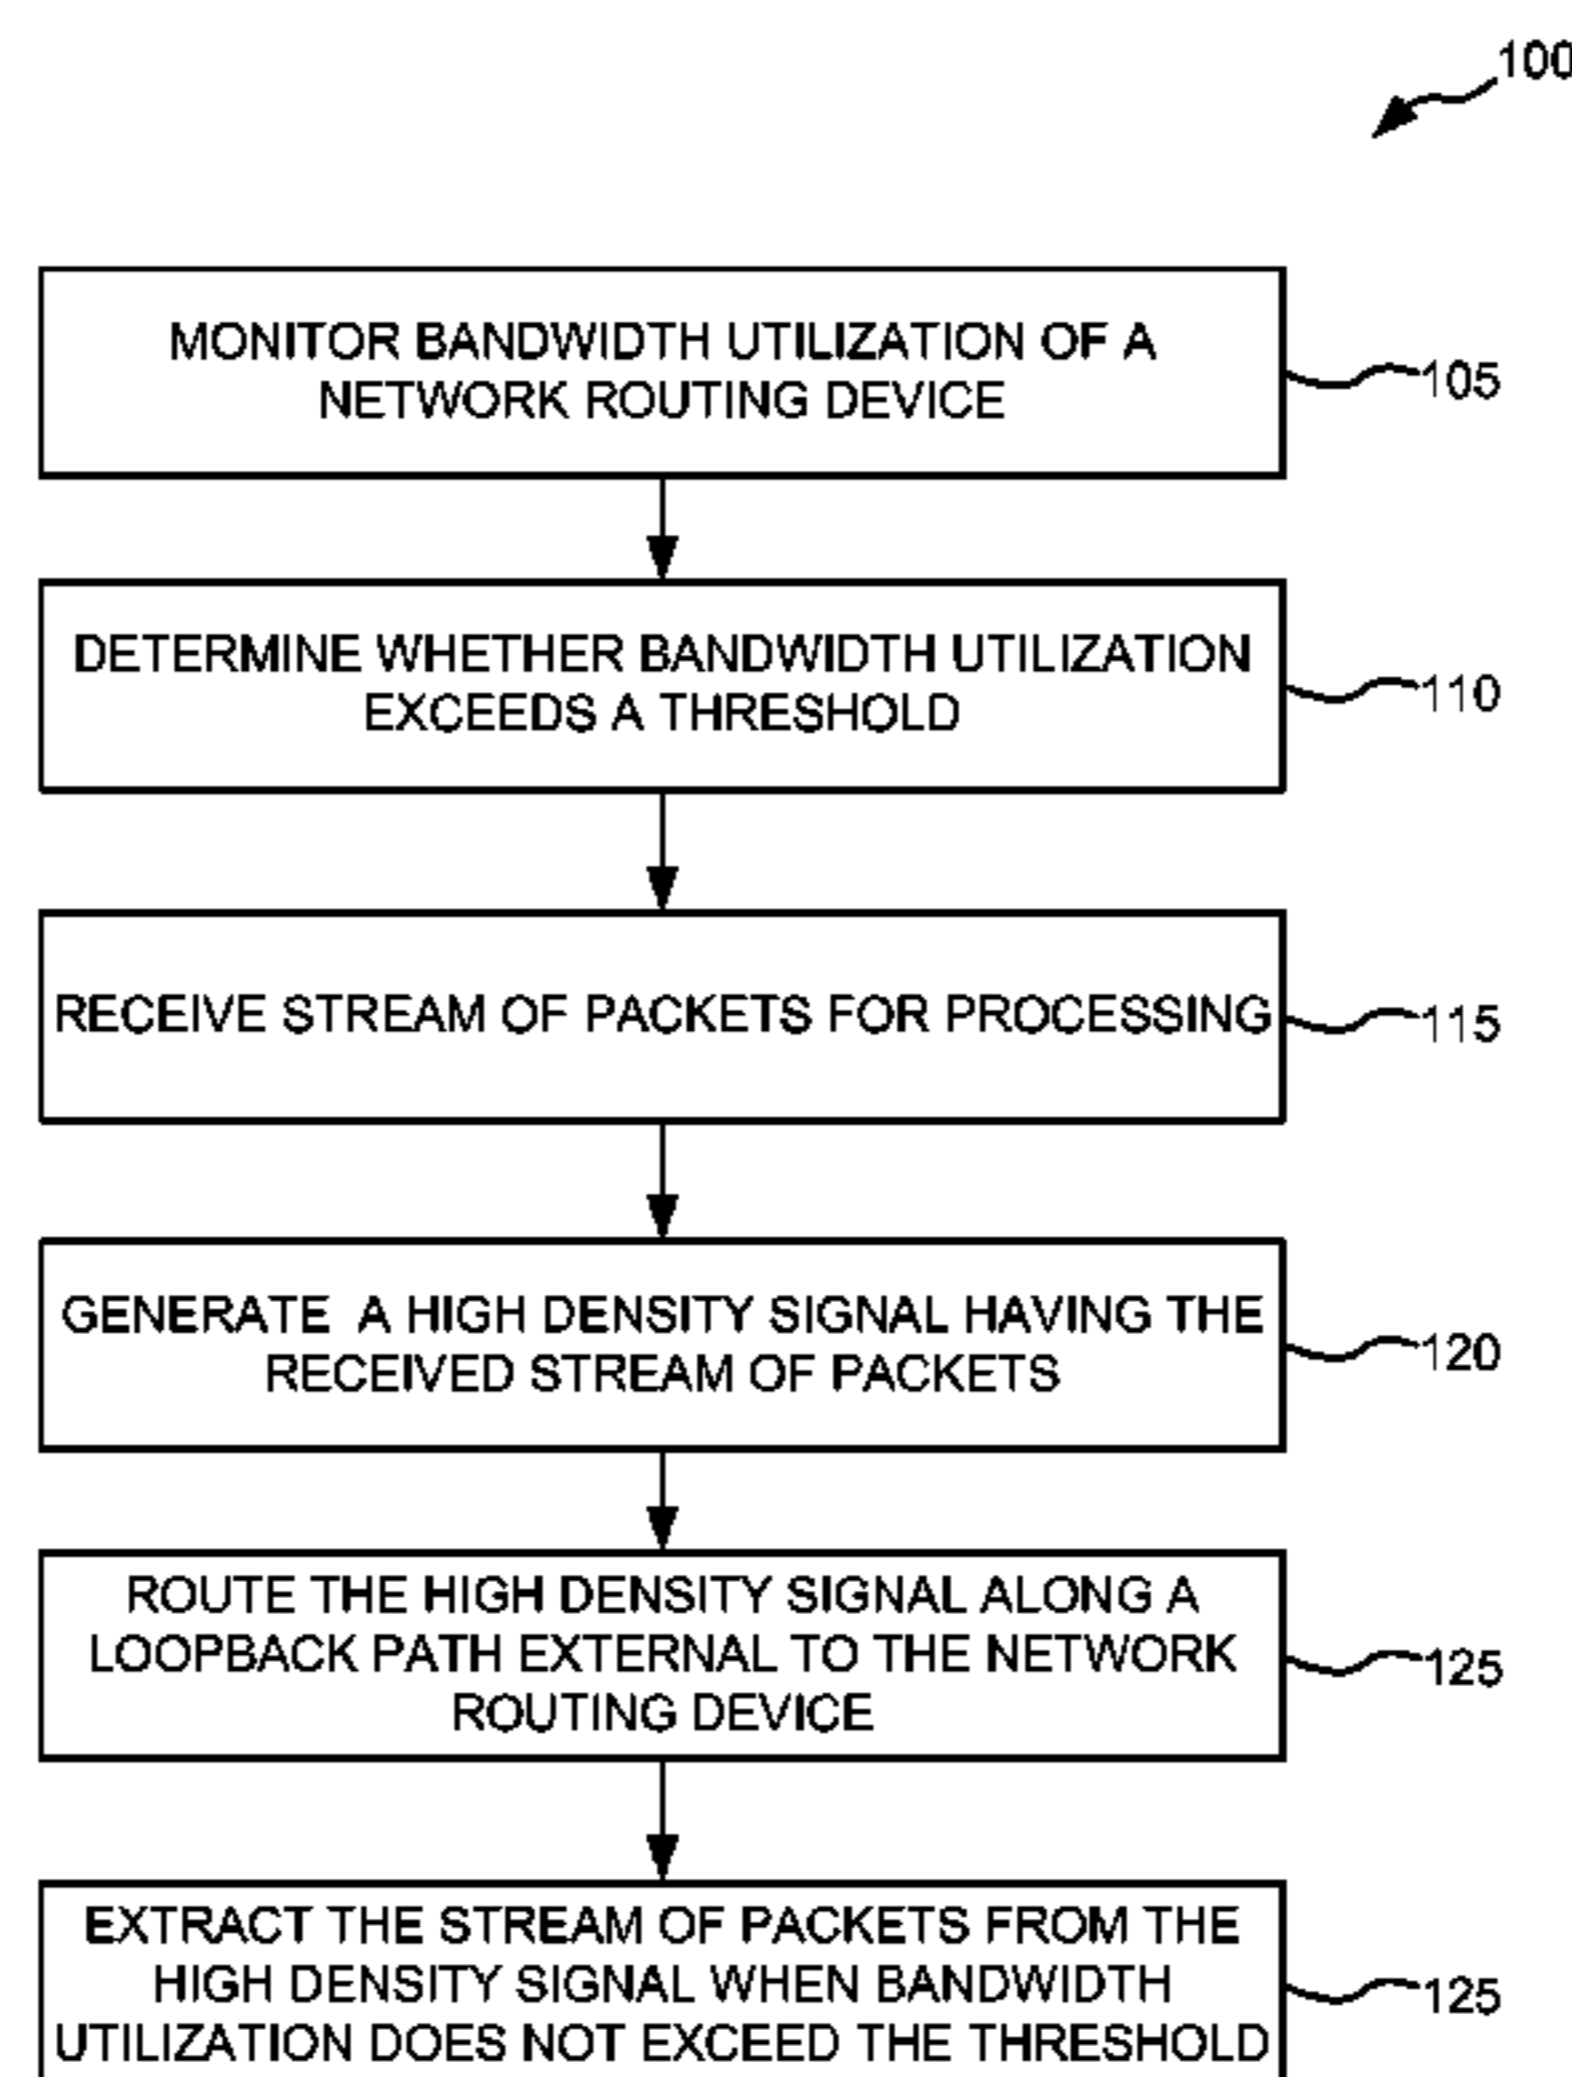 100
MONITOR BANDWIDTH UTILIZATION OF A
NETWORK ROUTING DEVICE
105
DETERMINE WHETHER BANDWIDTH UTILIZATION
EXCEEDS A THRESHOLD
110
RECEIVE STREAM OF PACKETS FOR PROCESSING
115
GENERATE A HIGH DENSITY SIGNAL HAVING THE
RECEIVED STREAM OF PACKETS
120
ROUTE THE HIGH DENSITY SIGNAL ALONG A
LOOPBACK PATH EXTERNAL TO THE NETWORK
ROUTING DEVICE
125
EXTRACT THE STREAM OF PACKETS FROM THE
HIGH DENSITY SIGNAL WHEN BANDWIDTH
UTILIZATION DOES NOT EXCEED THE THRESHOLD
125